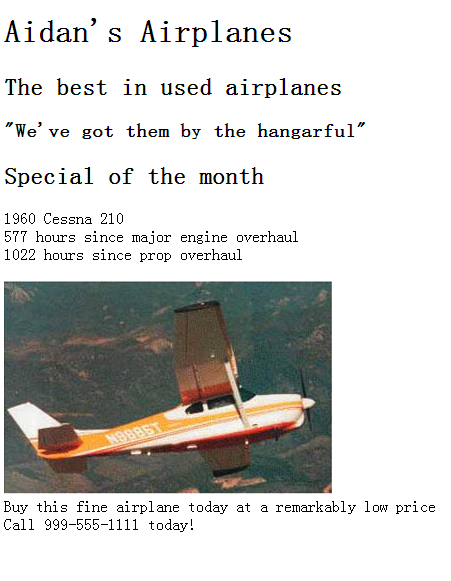 Aidan's Airplanes
The best in used airplanes
"We've got them by the hangarful"
Special of the month
1960 Cessna 210
577 hours since major engine overhaul
1022 hours since prop overhaul
N9686T
Buy this fine airplane today at a remarkably low price
Call 999-555-1111 today!